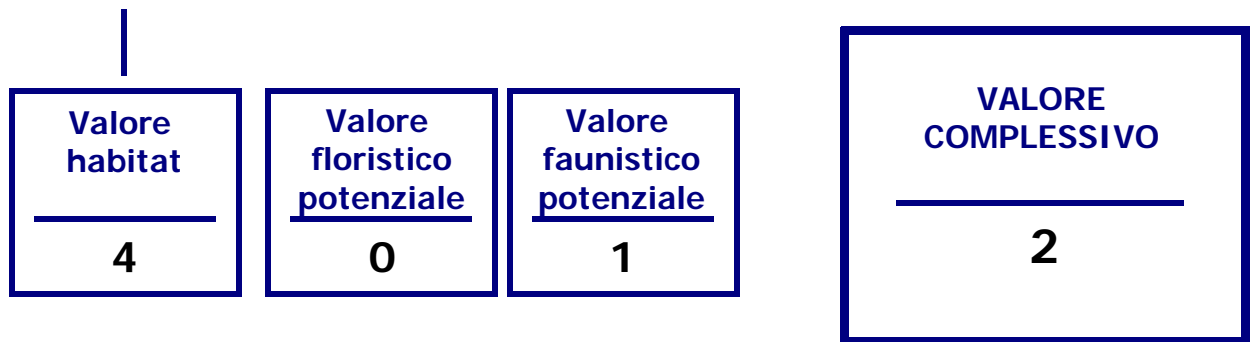 Valore
habitat
4
Valore
floristico
potenziale
0
Valore
faunistico
potenziale
1
VALORE
COMPLESSIVO
2